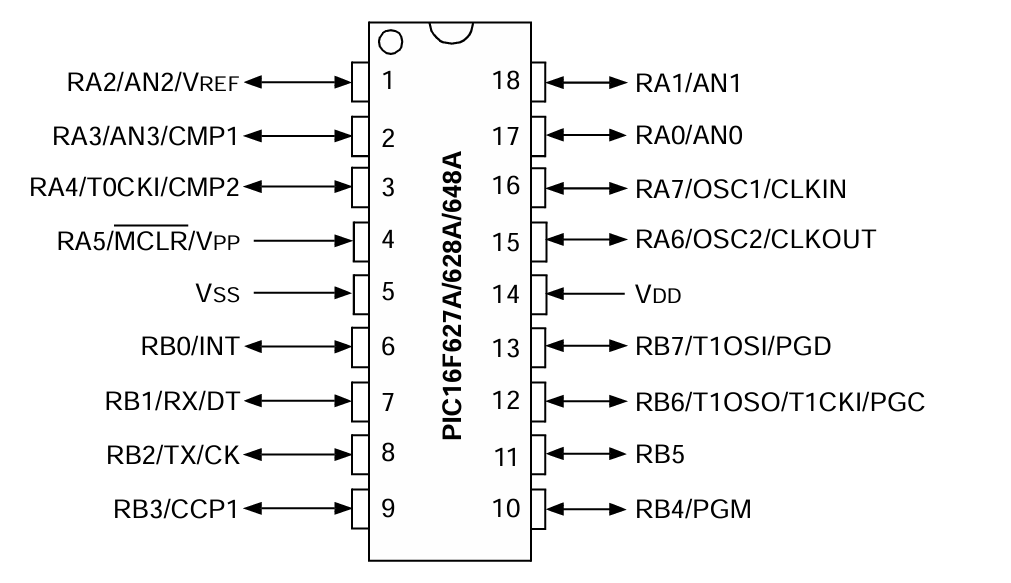 RA2/AN2/VREF 1 18 RA1/AN1
RA3/AN3/CMP1 2 17 RA0/AN0
RA4/T0CKI/CMP2 3 16 RA7/OSC1/CLKIN
RA5/MCLR/VPP 4 15 RA6/OSC2/CLKOUT
VSS 5 14 VDD
RB0/INT 6 13 RB7/T1OSI/PGD
RB1/RX/DT 7 12 RB6/T1OSO/T1CKI/PGC
RB2/TX/CK 8 11 RB5
RB3/CCP1 9 10 RB4/PGM
PIC16F627A/628A/648A